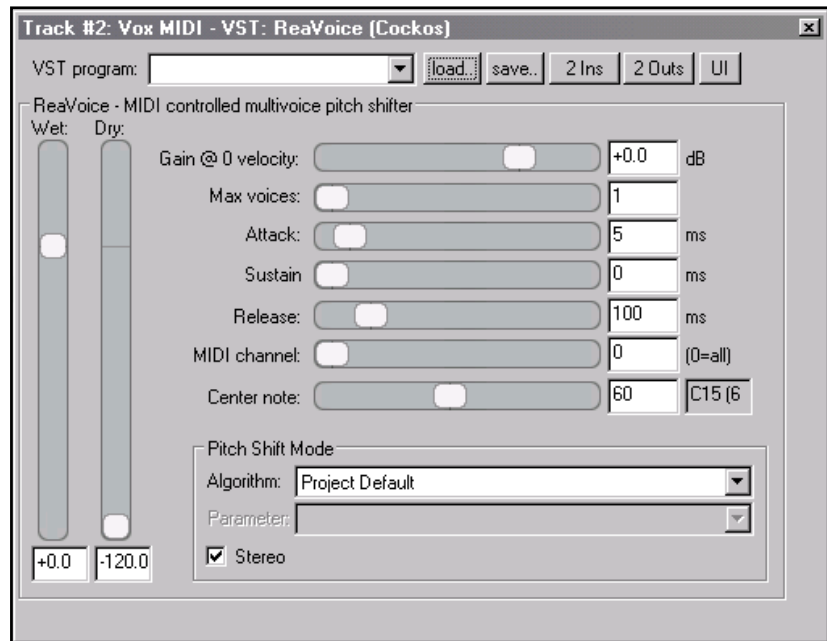 Track #2: Vox MIDI - VST: ReaVoice (Cockos)
VST program: load.. save.. 2 Ins 2 Outs UI
ReaVoice - MIDI controlled multivoice pitch shifter
Wet: Dry:
Gain @ 0 velocity: +0.0 dB
Max voices: 1
Attack: 5 ms
Sustain 0 ms
Release: 100 ms
MIDI channel: 0 (0=all)
Center note: 60 C15 (6
Pitch Shift Mode
Algorithm: Project Default
Parameter:
Stereo
+0.0 -120.0